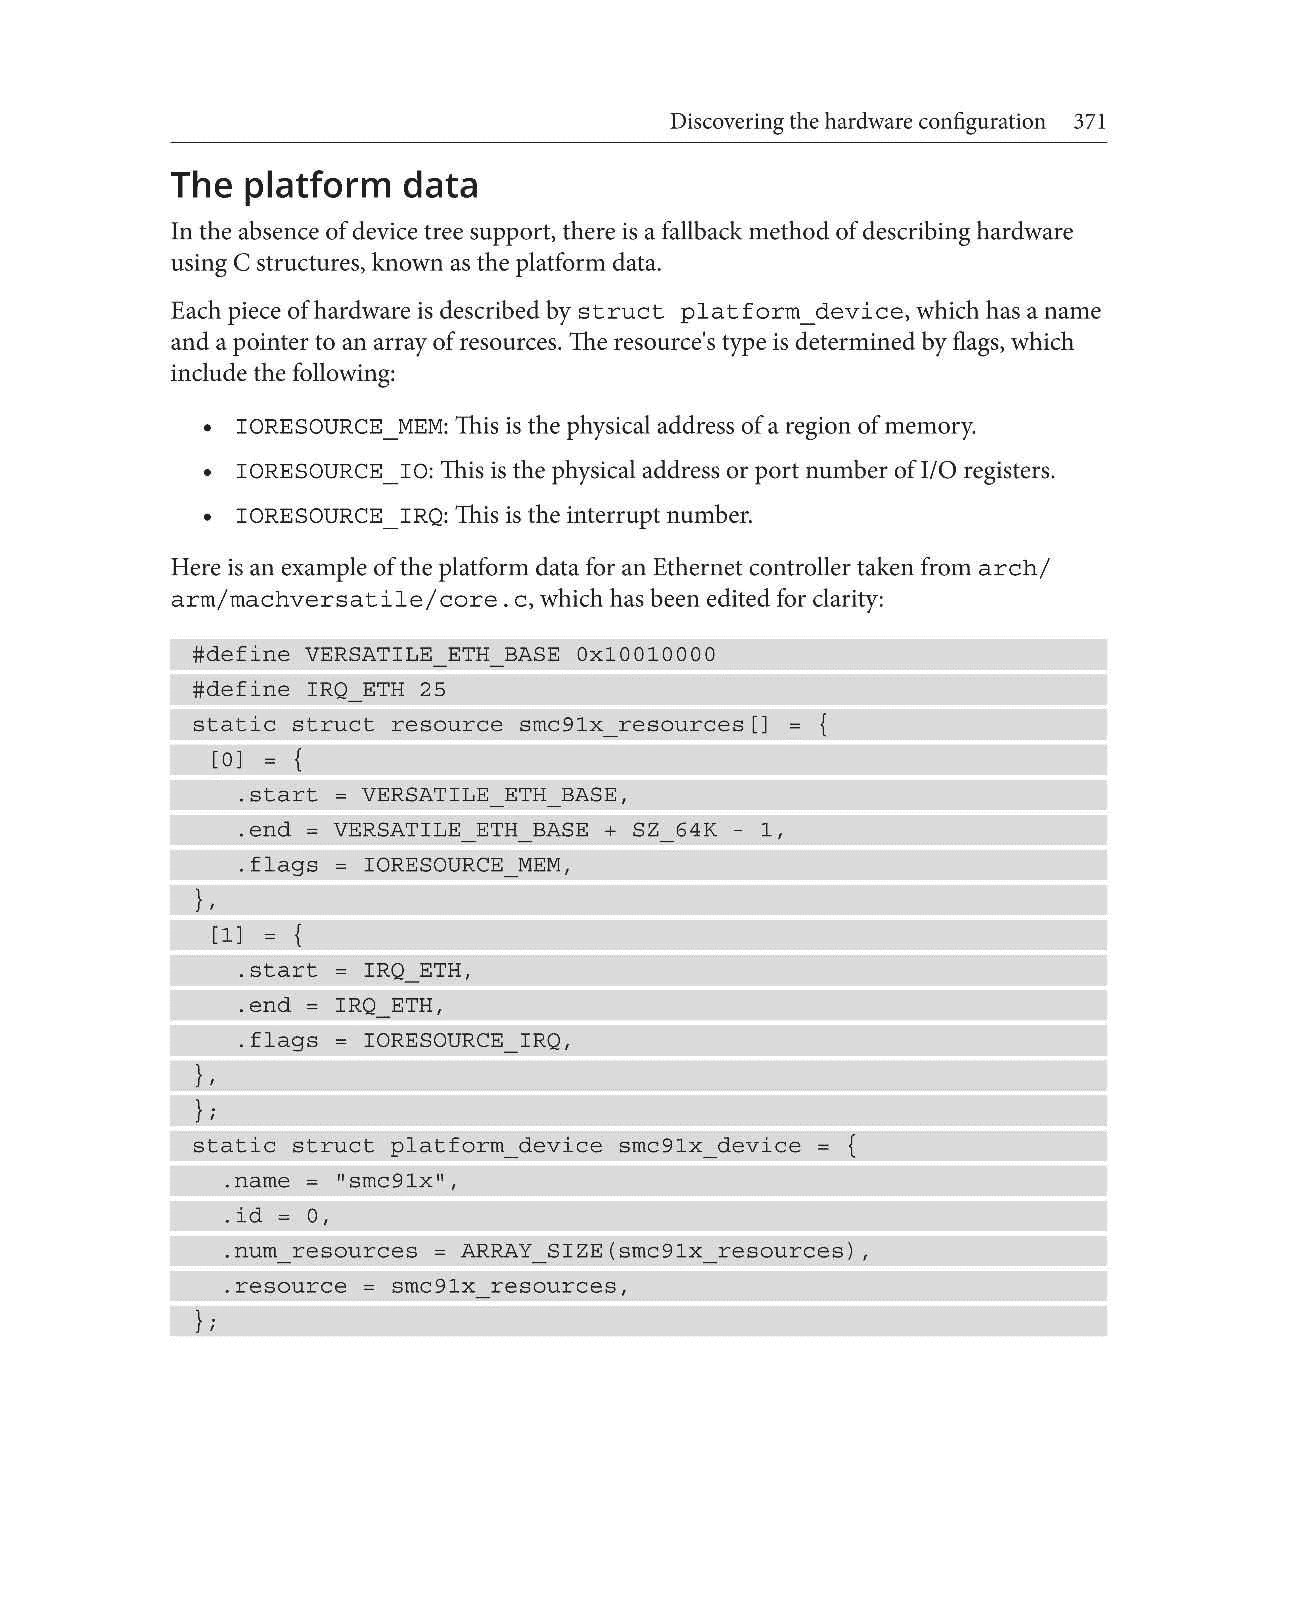 Discovering the hardware configuration 371
The platform data
In the absence of device tree support, there is a fallback method of describing hardware
using C structures, known as the platform data.
Each piece of hardware is described by struct platform_device, which has a name
and a pointer to an array of resources. The resource's type is determined by flags, which
include the following:
• IORESOURCE_MEM: This is the physical address of a region of memory.
• IORESOURCE_IO: This is the physical address or port number of I/O registers.
• IORESOURCE_IRQ: This is the interrupt number.
Here is an example of the platform data for an Ethernet controller taken from arch/
arm/machversatile/core.c, which has been edited for clarity:
#define VERSATILE_ETH_BASE 0x10010000
#define IRQ_ETH 25
static struct resource smc91x_resources[] = {
[0] = {
.start = VERSATILE_ETH_BASE,
.end = VERSATILE_ETH_BASE + SZ_64K - 1,
.flags = IORESOURCE_MEM,
},
[1] = {
.start = IRQ_ETH,
.end = IRQ_ETH,
.flags = IORESOURCE_IRQ,
},
};
static struct platform_device smc91x_device = {
.name = "smc91x",
.id = 0,
.num_resources = ARRAY_SIZE(smc91x_resources),
.resource = smc91x_resources,
};